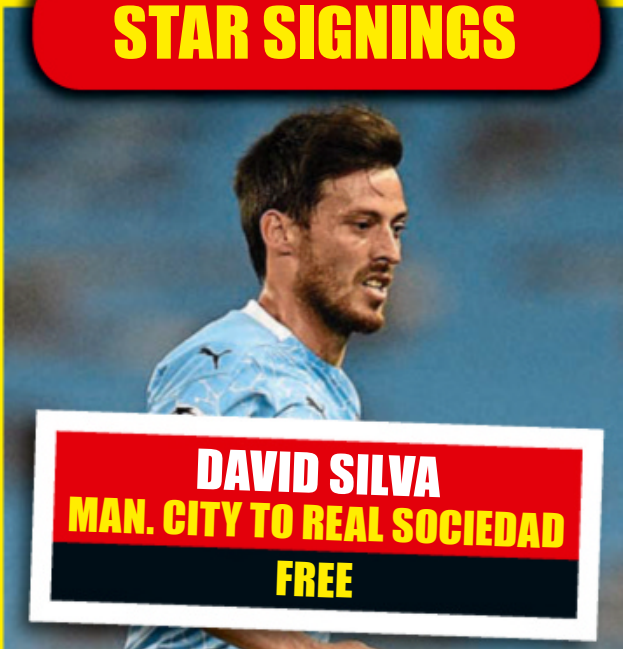 STAR SIGNINGS
DAVID SILVA
MAN. CITY TO REAL SOCIEDAD
FREE